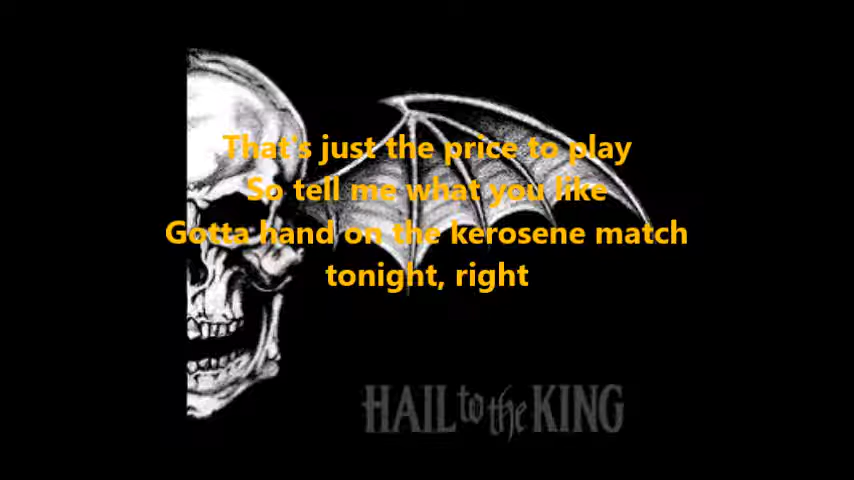 That's just the price to play
So tell me what you like
Gotta hand on the kerosene match
tonight, right
HAIL to the KING